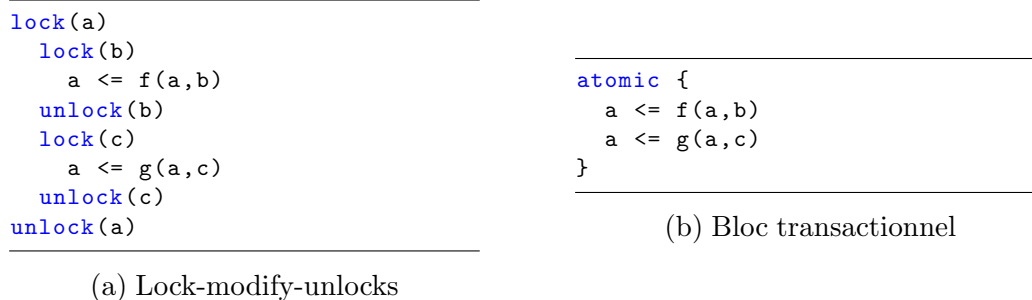 lock(a)
  lock(b)
    a <= f(a,b)
  unlock(b)
  lock(c)
    a <= g(a,c)
  unlock(c)
unlock(a)
(a) Lock-modify-unlocks
atomic {
  a <= f(a,b)
  a <= g(a,c)
}
(b) Bloc transactionnel